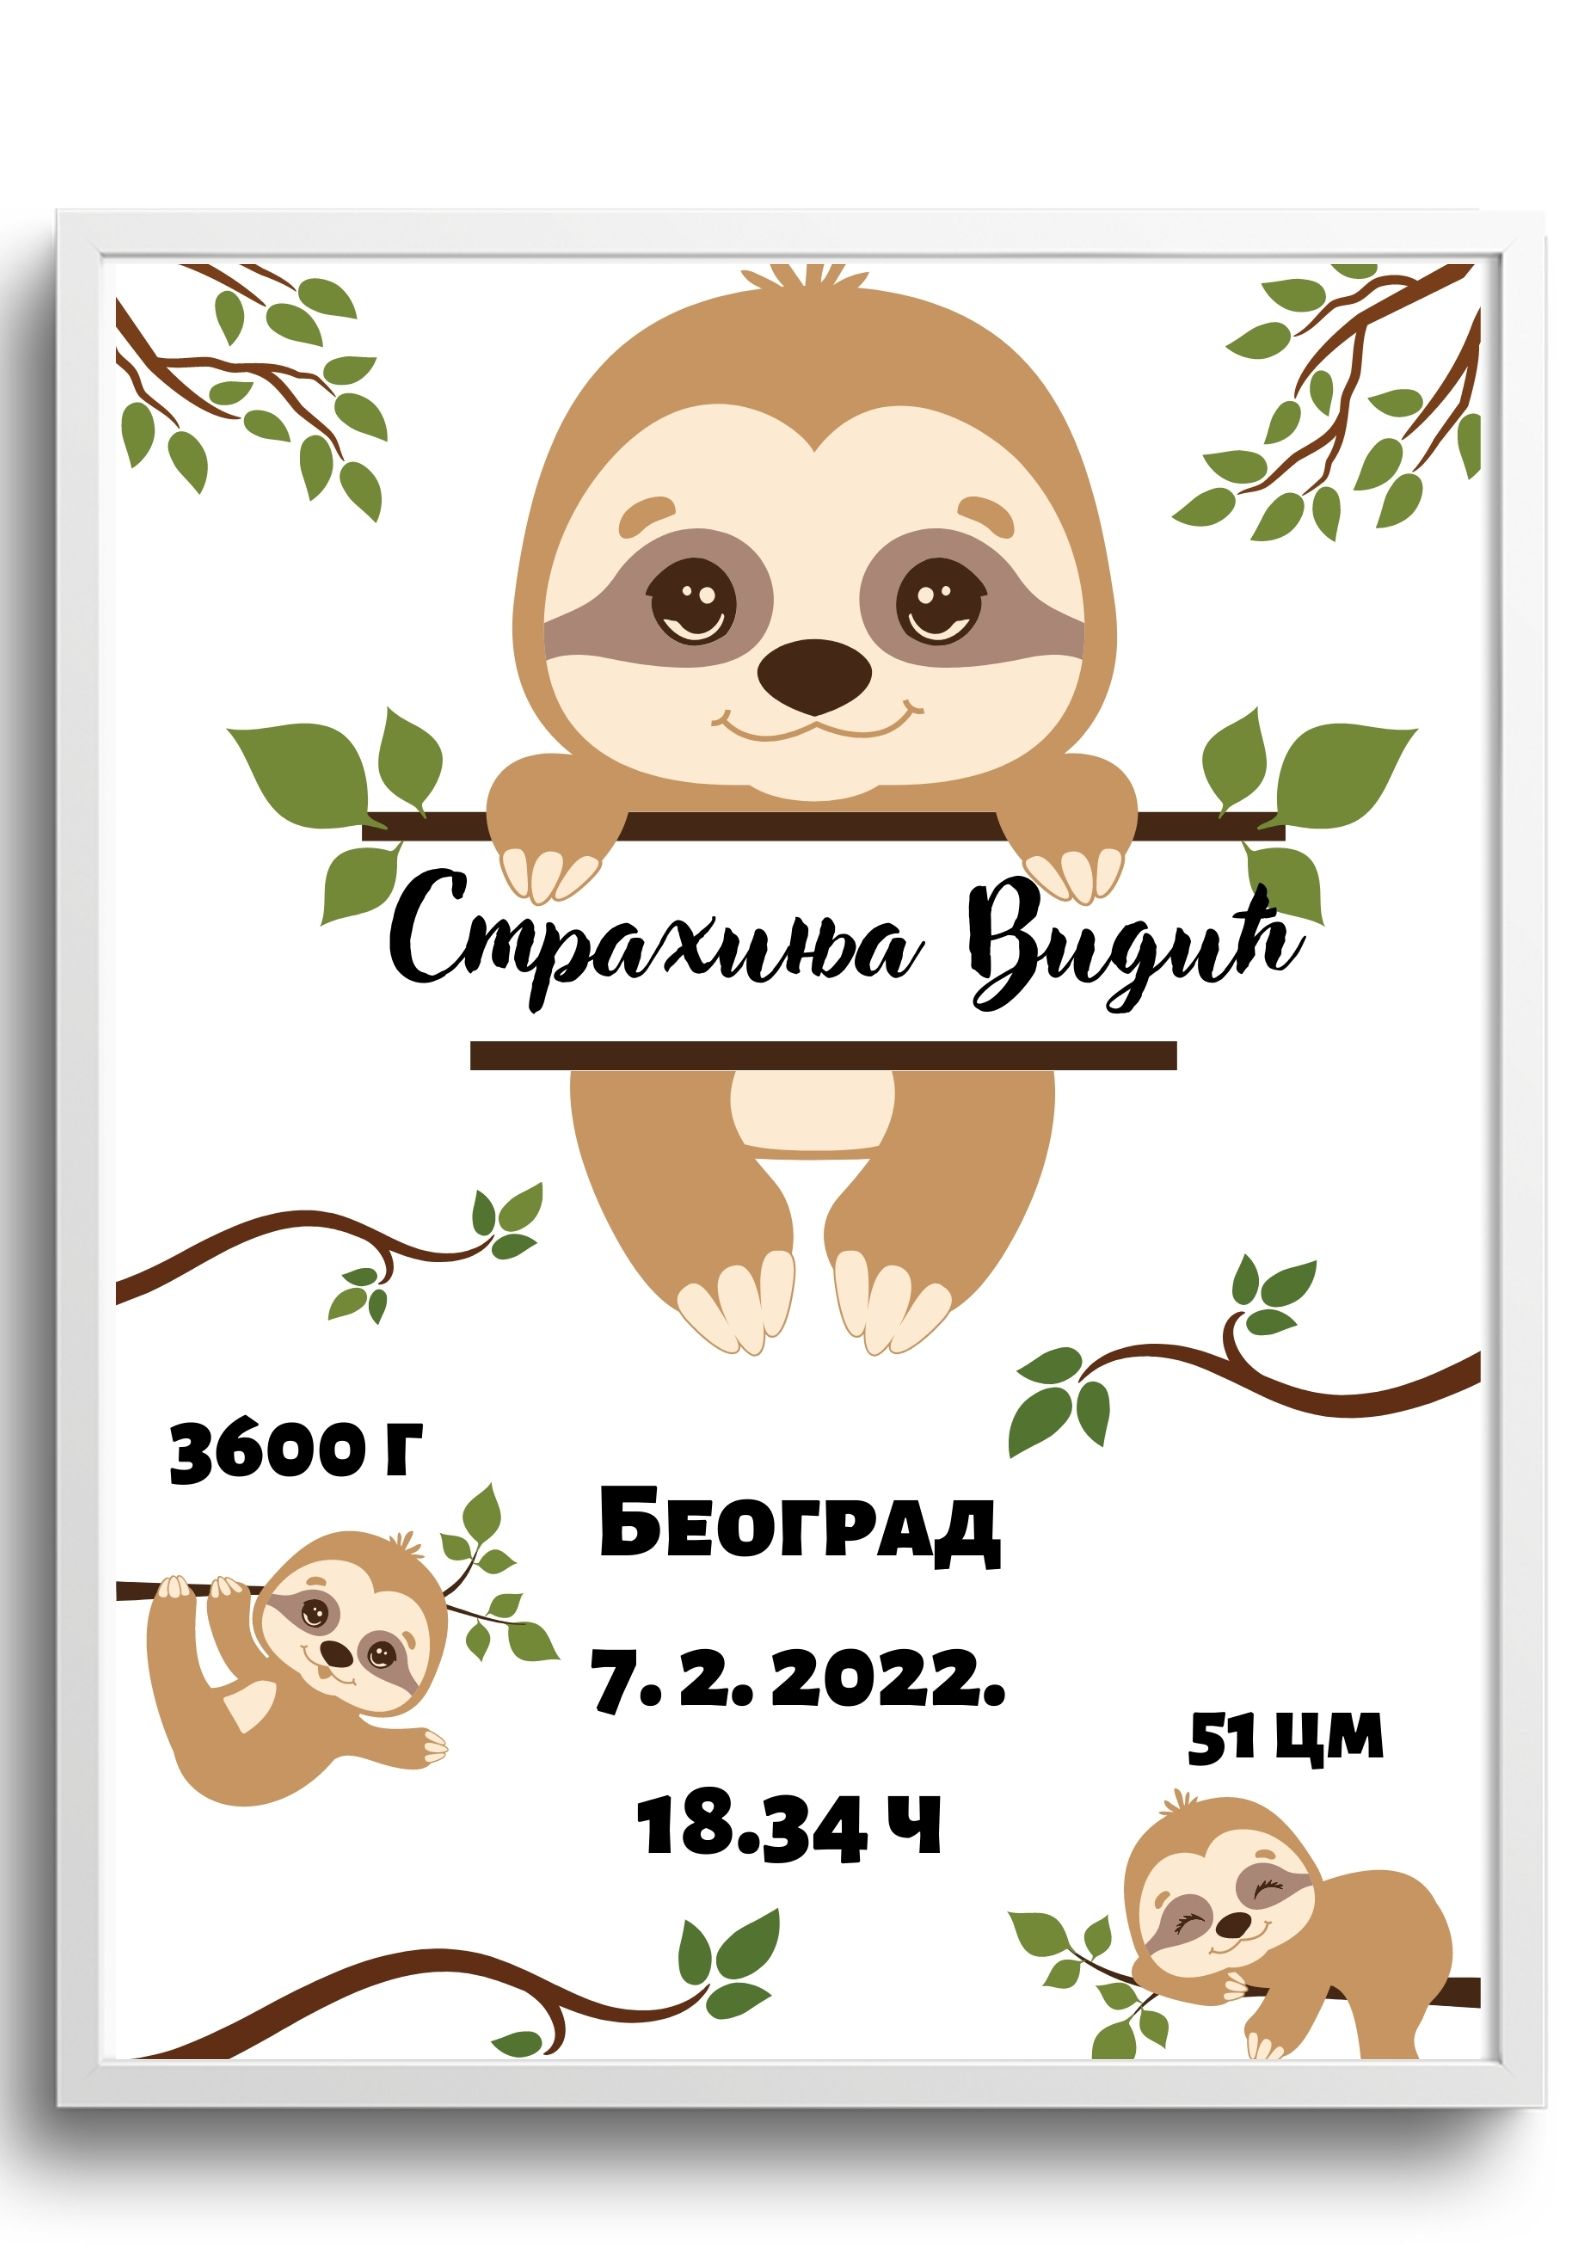 Страхиња Видић
3600 г
Београд
7. 2. 2022.
51 цм
18.34 ч